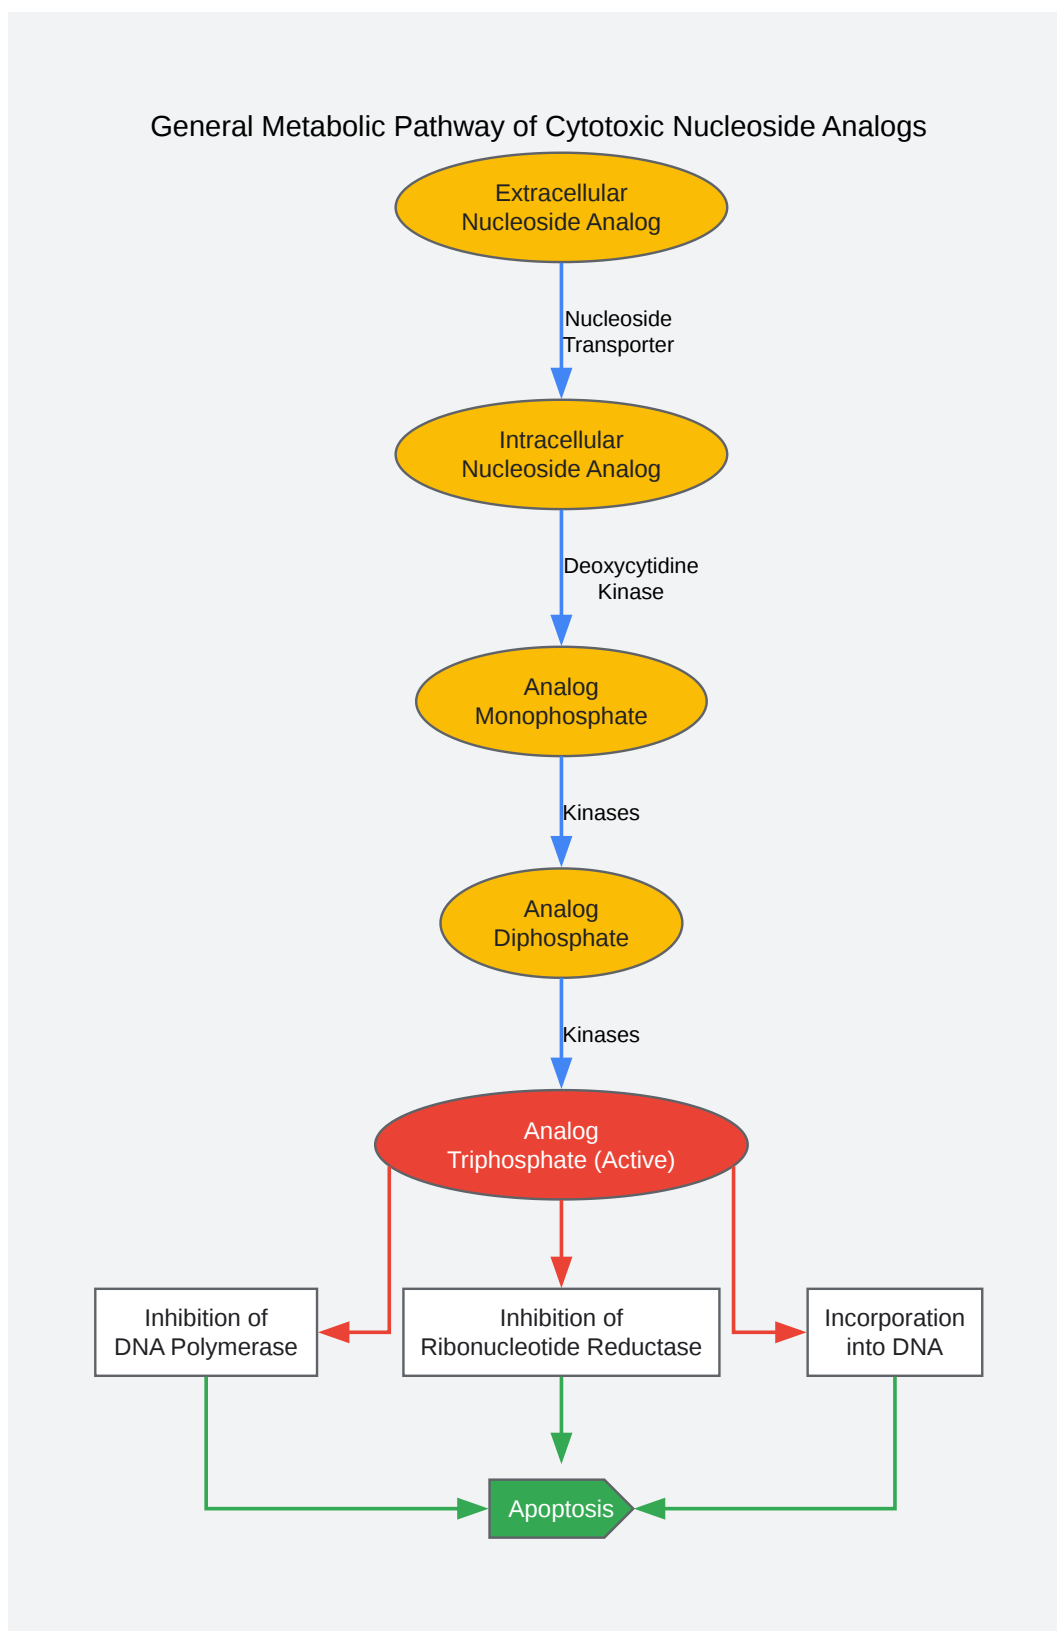 General Metabolic Pathway of Cytotoxic Nucleoside Analogs
Extracellular
Nucleoside Analog
Nucleoside
Transporter
Intracellular
Nucleoside Analog
Deoxycytidine
Kinase
Analog
Monophosphate
Kinases
Analog
Diphosphate
Kinases
Analog
Triphosphate (Active)
Inhibition of
DNA Polymerase
Inhibition of
Ribonucleotide Reductase
Incorporation
into DNA
Apoptosis